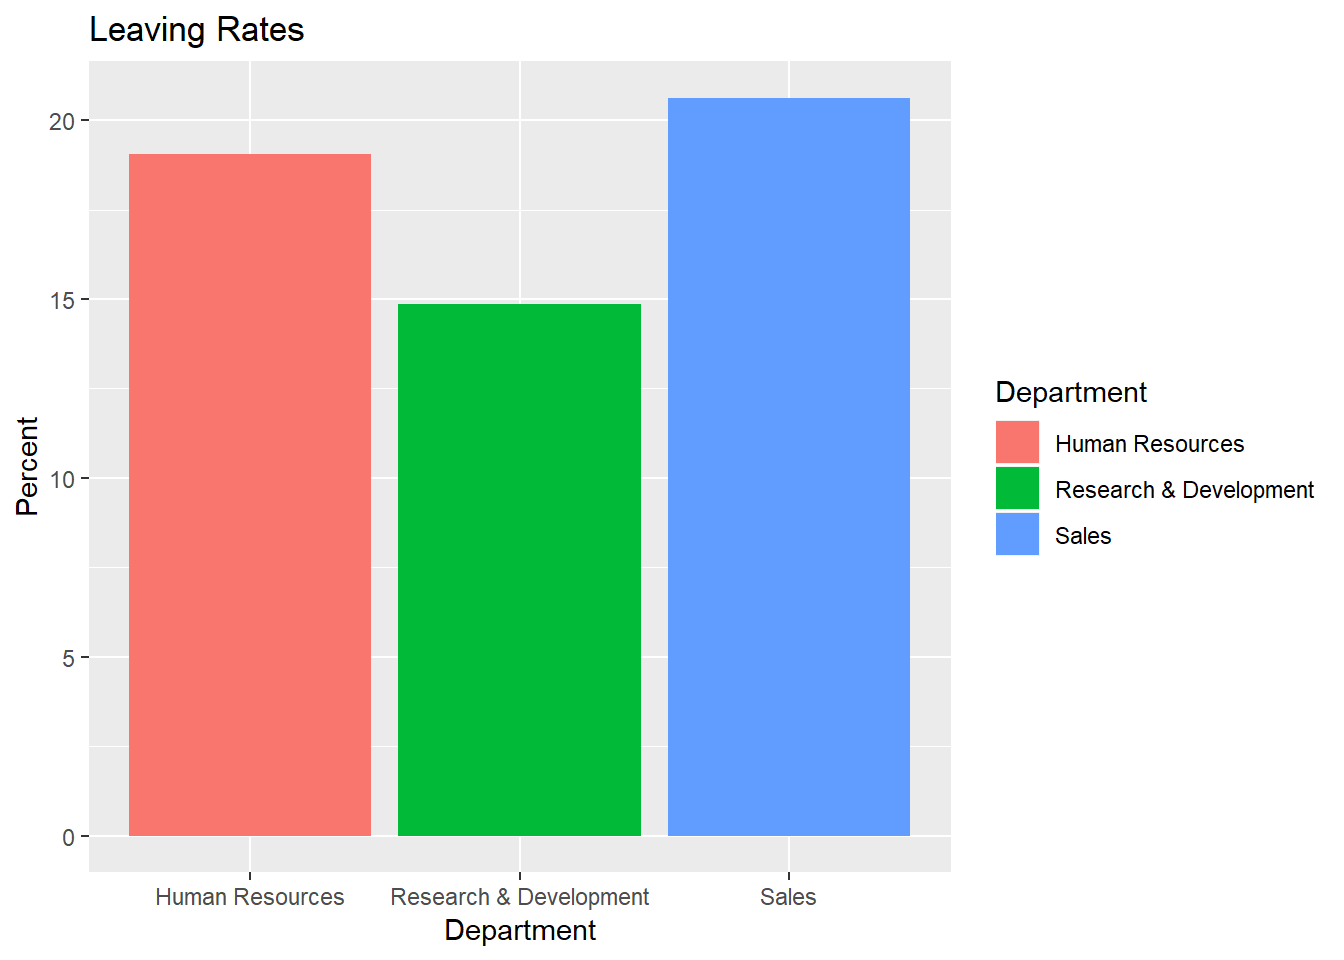 Leaving Rates
Percent
20
15
10
5
0
Human Resources
Research & Development
Sales
Department
Department
Human Resources
Research & Development
Sales